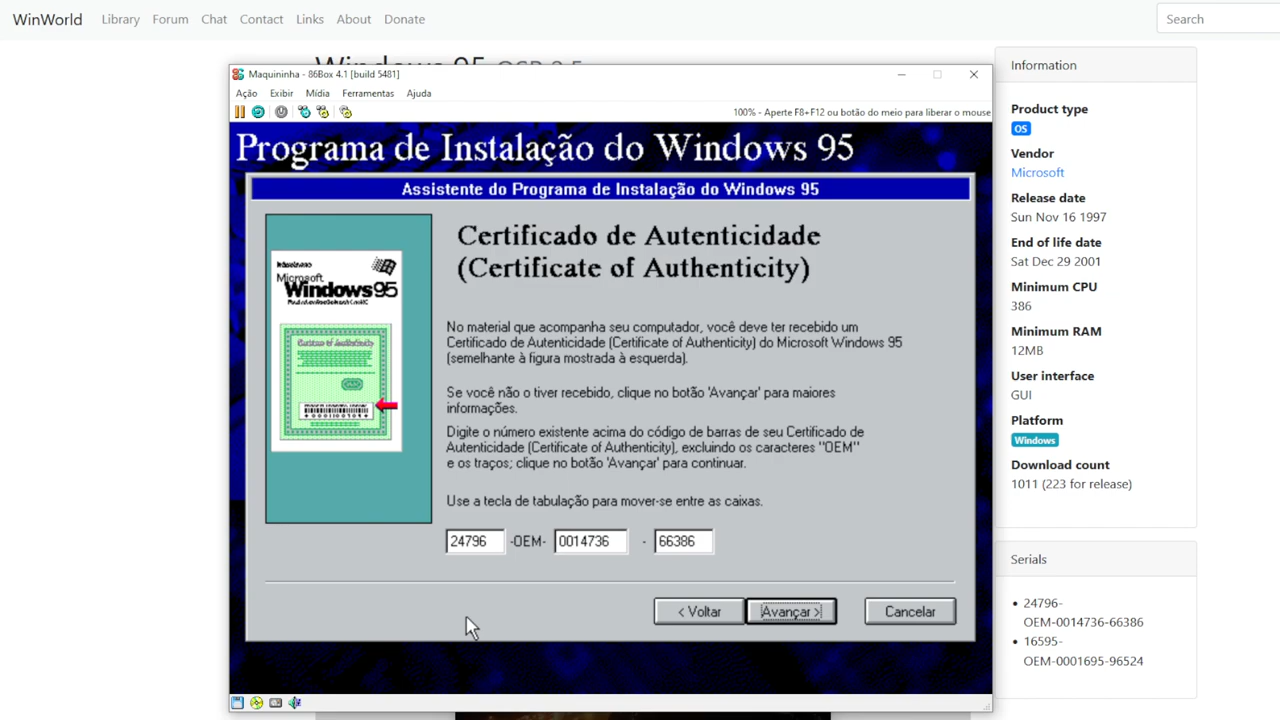 WinWorld Library Forum Chat Contact Links About Donate Search
Windows 95 OSR 2.5
Maquininha - 86Box 4.1 [build 5481]
Ação Exibir Mídia Ferramentas Ajuda
100% - Aperte F8+F12 ou botão do meio para liberar o mouse
Programa de Instalação do Windows 95
Assistente do Programa de Instalação do Windows 95
Microsoft
Windows 95
Certificate of Authenticity
Certificado de Autenticidade
(Certificate of Authenticity)
No material que acompanha seu computador, você deve ter recebido um
Certificado de Autenticidade (Certificate of Authenticity) do Microsoft Windows 95
(semelhante à figura mostrada à esquerda).
Se você não o tiver recebido, clique no botão 'Avançar' para maiores
informações.
Digite o número existente acima do código de barras de seu Certificado de
Autenticidade (Certificate of Authenticity), excluindo os caracteres "OEM"
e os traços; clique no botão 'Avançar' para continuar.
Use a tecla de tabulação para mover-se entre as caixas.
24796 -OEM- 0014736 - 66386
< Voltar Avançar > Cancelar
Information
Product type
OS
Vendor
Microsoft
Release date
Sun Nov 16 1997
End of life date
Sat Dec 29 2001
Minimum CPU
386
Minimum RAM
12MB
User interface
GUI
Platform
Windows
Download count
1011 (223 for release)
Serials
• 24796-
OEM-0014736-66386
• 16595-
OEM-0001695-96524